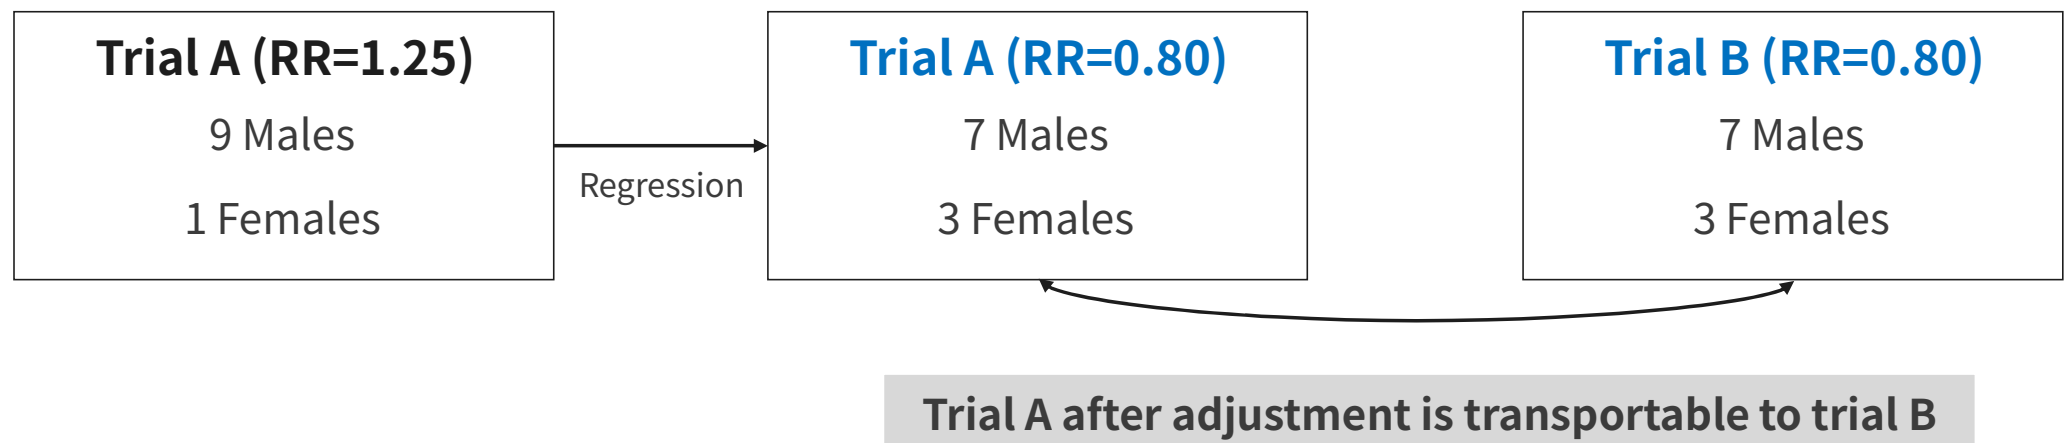 Trial A (RR=1.25)
9 Males
1 Females
Regression
Trial A (RR=0.80)
7 Males
3 Females
Trial B (RR=0.80)
7 Males
3 Females
Trial A after adjustment is transportable to trial B